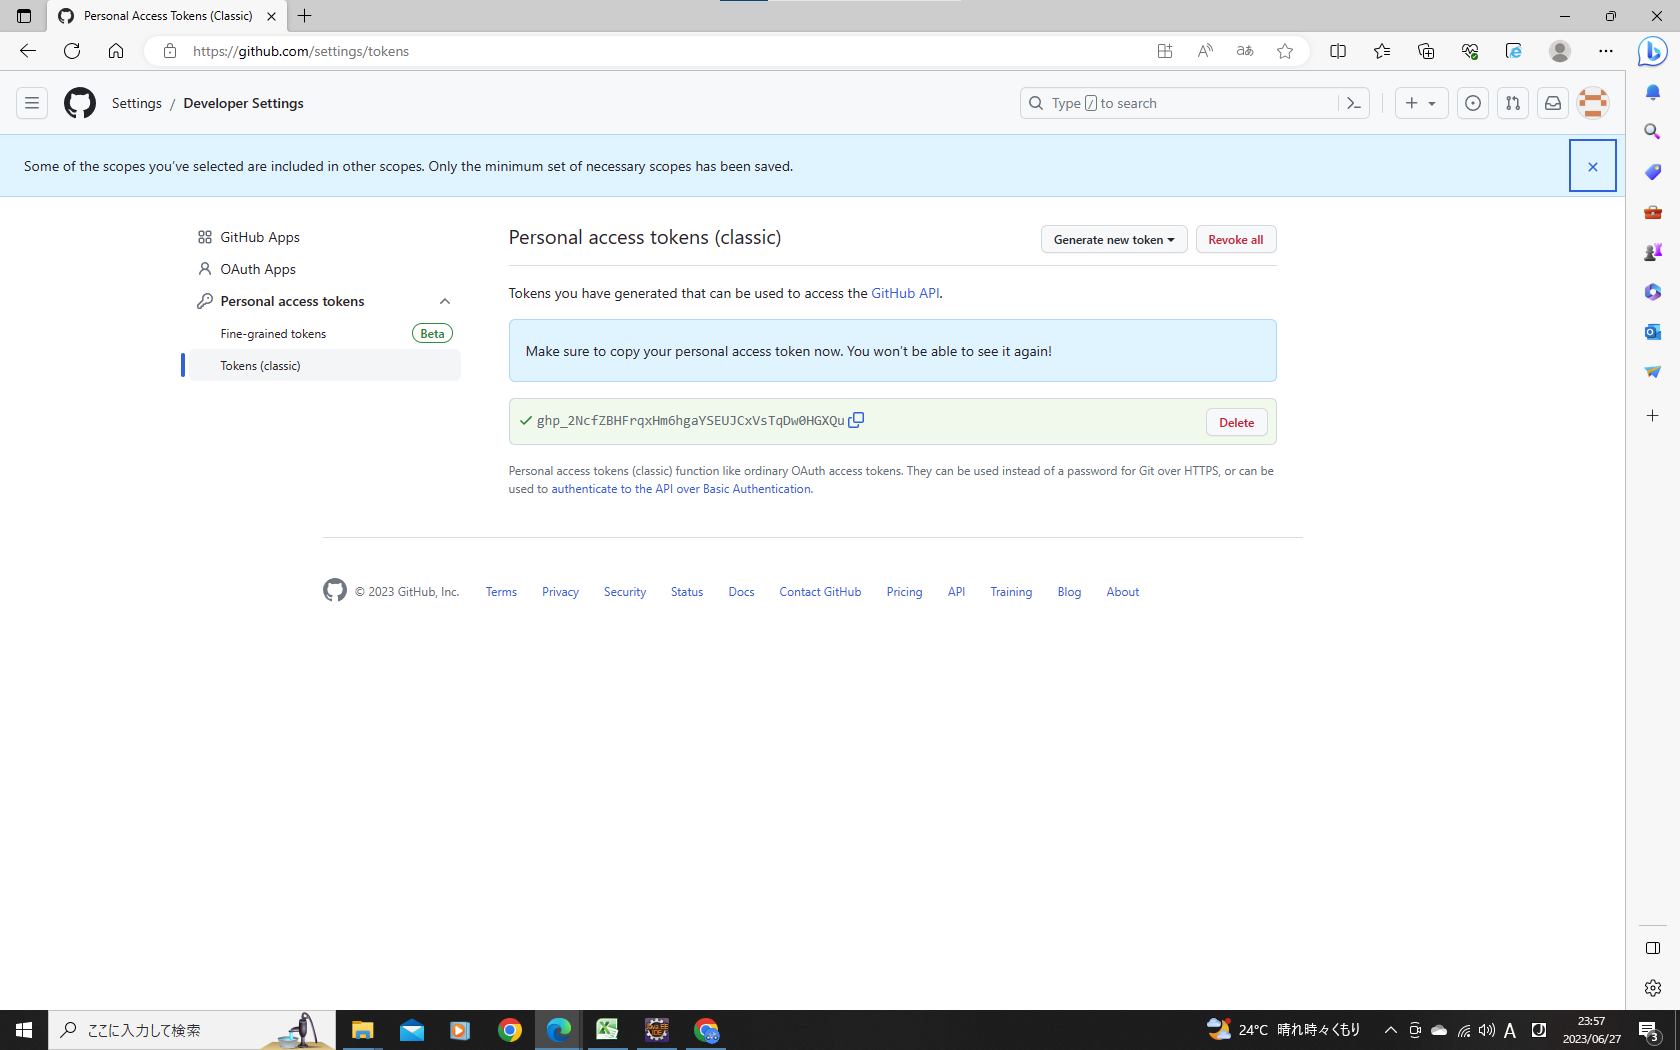 Personal Access Tokens (Classic)
https://github.com/settings/tokens
Settings / Developer Settings
Type / to search
Some of the scopes you’ve selected are included in other scopes. Only the minimum set of necessary scopes has been saved.
GitHub Apps
OAuth Apps
Personal access tokens
Fine-grained tokens Beta
Tokens (classic)
Personal access tokens (classic)
Generate new token
Revoke all
Tokens you have generated that can be used to access the GitHub API.
Make sure to copy your personal access token now. You won’t be able to see it again!
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
Delete
Personal access tokens (classic) function like ordinary OAuth access tokens. They can be used instead of a password for Git over HTTPS, or can be
used to authenticate to the API over Basic Authentication.
© 2023 GitHub, Inc. Terms Privacy Security Status Docs Contact GitHub Pricing API Training Blog About
ここに入力して検索
24°C 晴れ時々くもり
A
23:57
2023/06/27
3